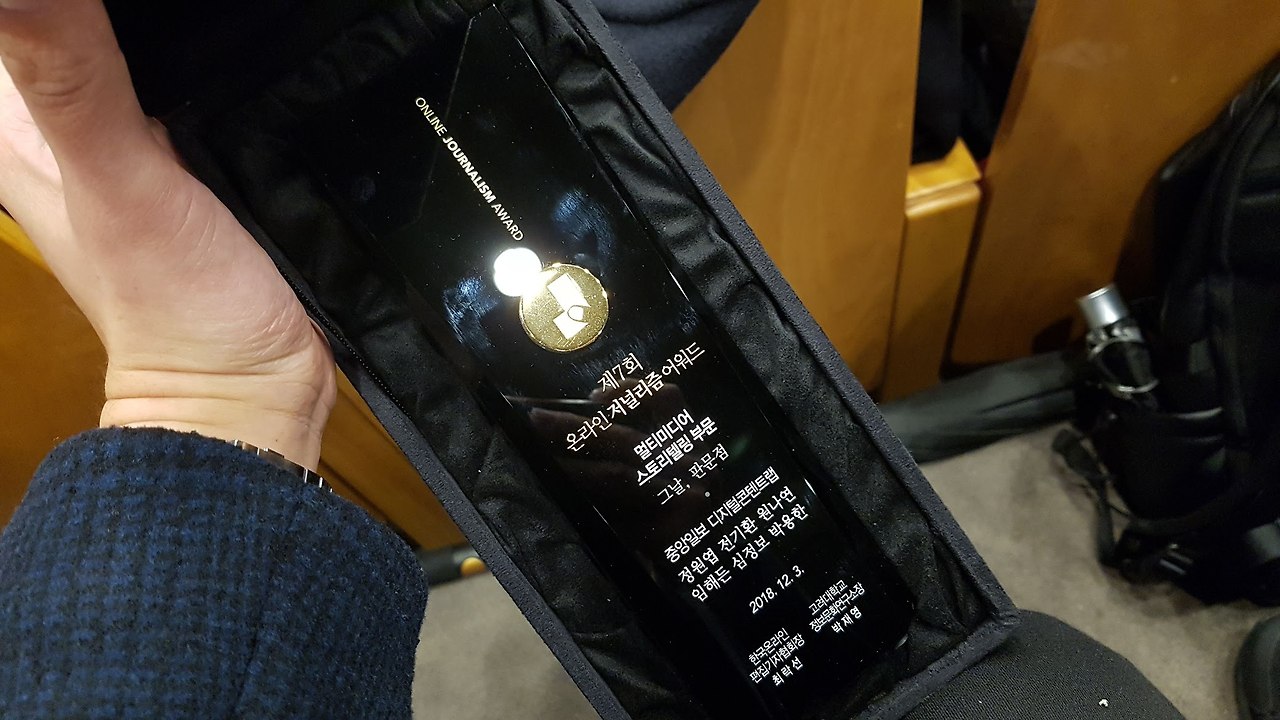 ONLINE JOURNALISM AWARD
제7회
온라인 저널리즘 어워드
멀티미디어
스토리텔링 부문
그날, 판문점
중앙일보 디지털콘텐트랩
정원엽 전기환 원나연
임해든 심정보 박용한
2018. 12. 3.
한국온라인
편집기자협회장
최락선
고려대학교
정보문화연구소장
박재영